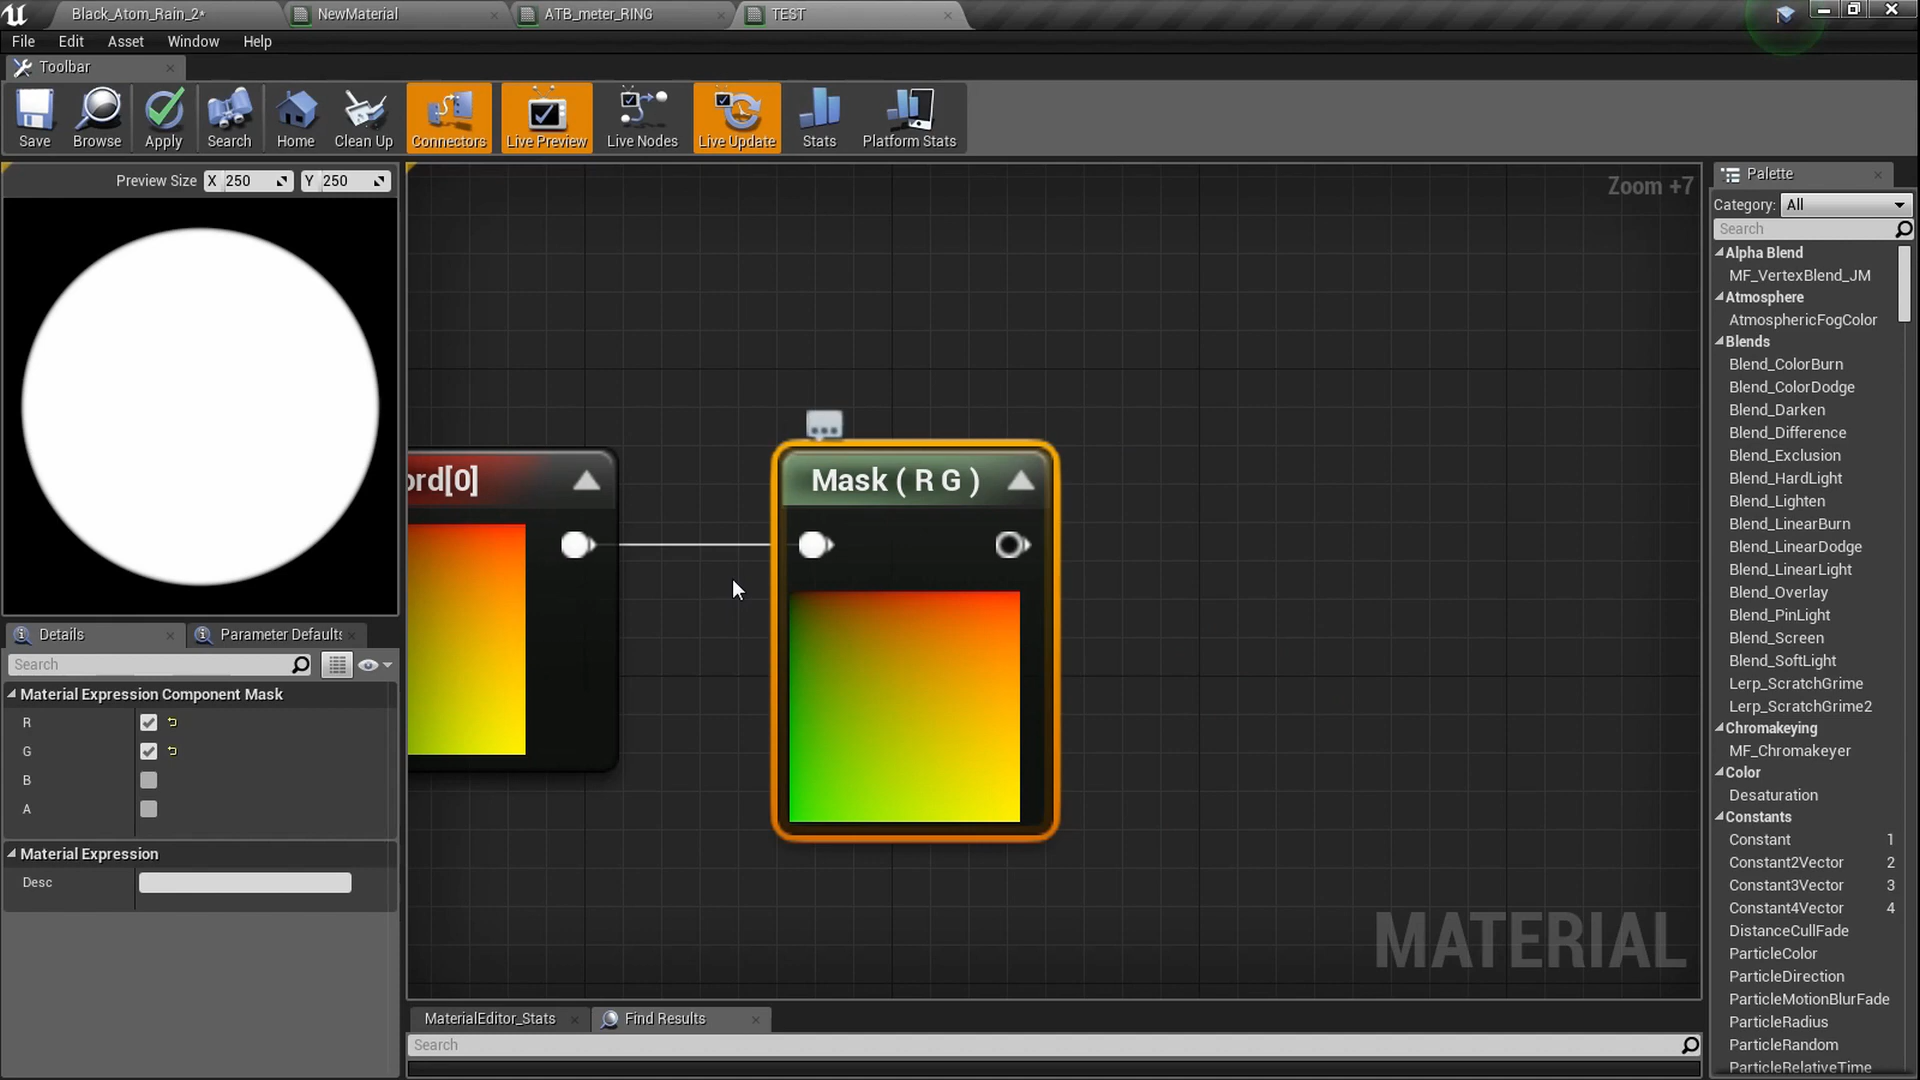 Black_Atom_Rain_2*
NewMaterial
ATB_meter_RING
TEST
File
Edit
Asset
Window
Help
Toolbar
Save
Browse
Apply
Search
Home
Clean Up
Connectors
Live Preview
Live Nodes
Live Update
Stats
Platform Stats
Preview Size X 250 Y 250
Zoom +7
ord[0]
Mask ( R G )
MATERIAL
Details
Parameter Defaults
Search
Material Expression Component Mask
R
G
B
A
Material Expression
Desc
MaterialEditor_Stats
Find Results
Search
Palette
Category: All
Search
Alpha Blend
MF_VertexBlend_JM
Atmosphere
AtmosphericFogColor
Blends
Blend_ColorBurn
Blend_ColorDodge
Blend_Darken
Blend_Difference
Blend_Exclusion
Blend_HardLight
Blend_Lighten
Blend_LinearBurn
Blend_LinearDodge
Blend_LinearLight
Blend_Overlay
Blend_PinLight
Blend_Screen
Blend_SoftLight
Lerp_ScratchGrime
Lerp_ScratchGrime2
Chromakeying
MF_Chromakeyer
Color
Desaturation
Constants
Constant 1
Constant2Vector 2
Constant3Vector 3
Constant4Vector 4
DistanceCullFade
ParticleColor
ParticleDirection
ParticleMotionBlurFade
ParticleRadius
ParticleRandom
ParticleRelativeTime